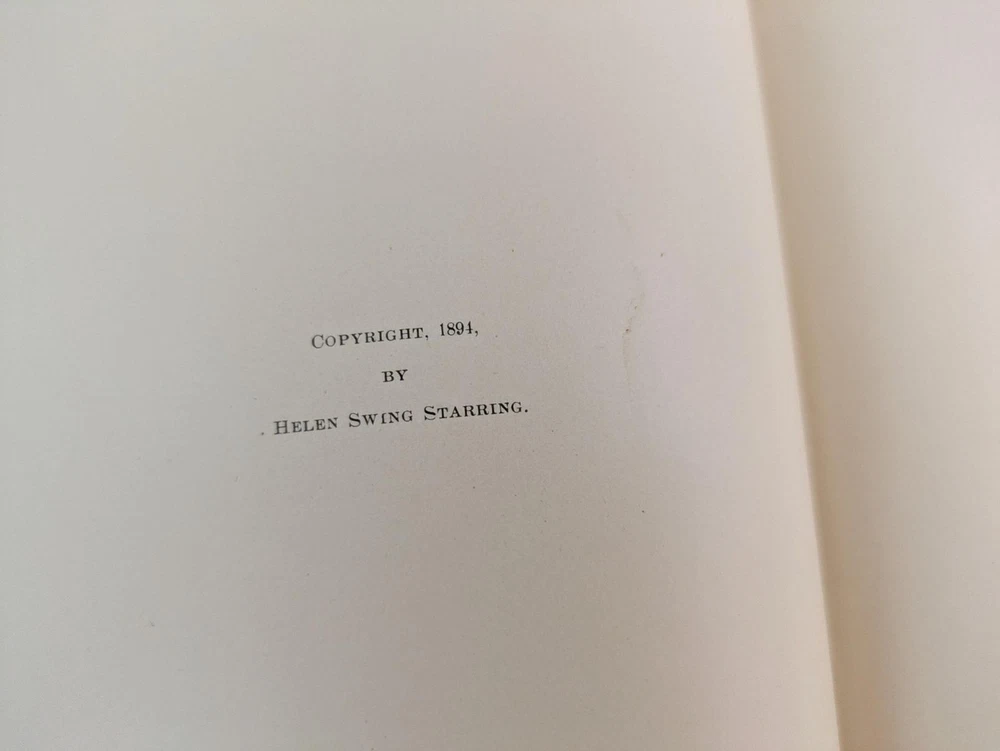 COPYRIGHT, 1894,
BY
HELEN SWING STARRING.